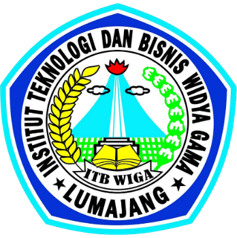 INSTITUT TEKNOLOGI DAN BISNIS WIDYA GAMA
ITB WIGA
LUMAJANG